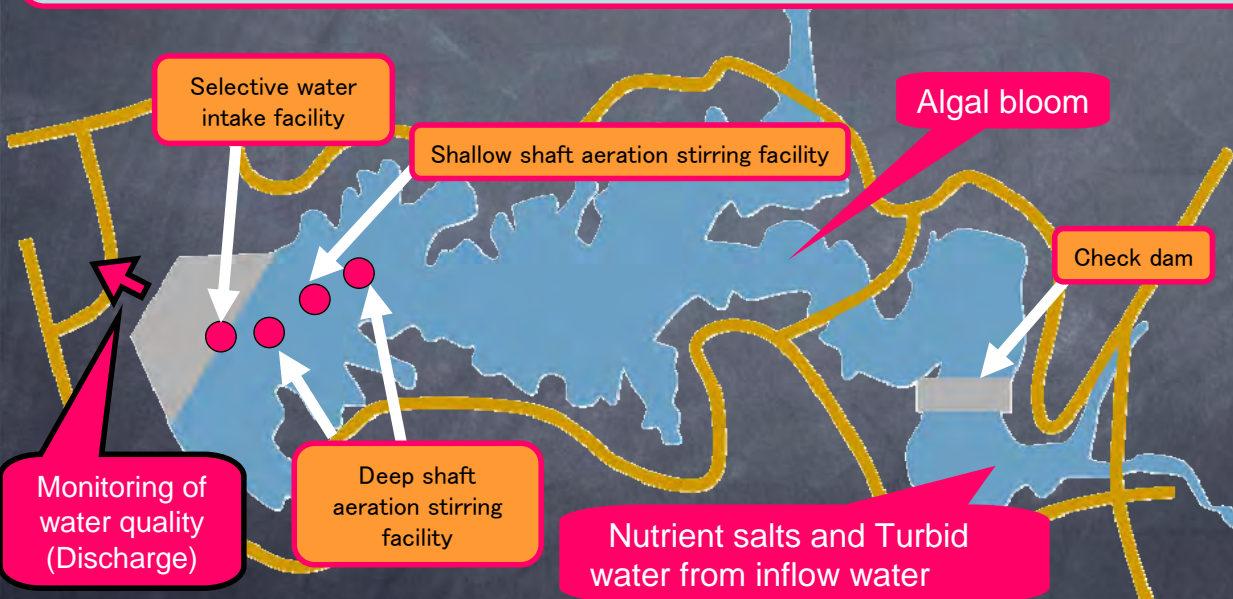 Selective water
intake facility
Shallow shaft aeration stirring facility
Algal bloom
Check dam
Monitoring of
water quality
(Discharge)
Deep shaft
aeration stirring
facility
Nutrient salts and Turbid
water from inflow water